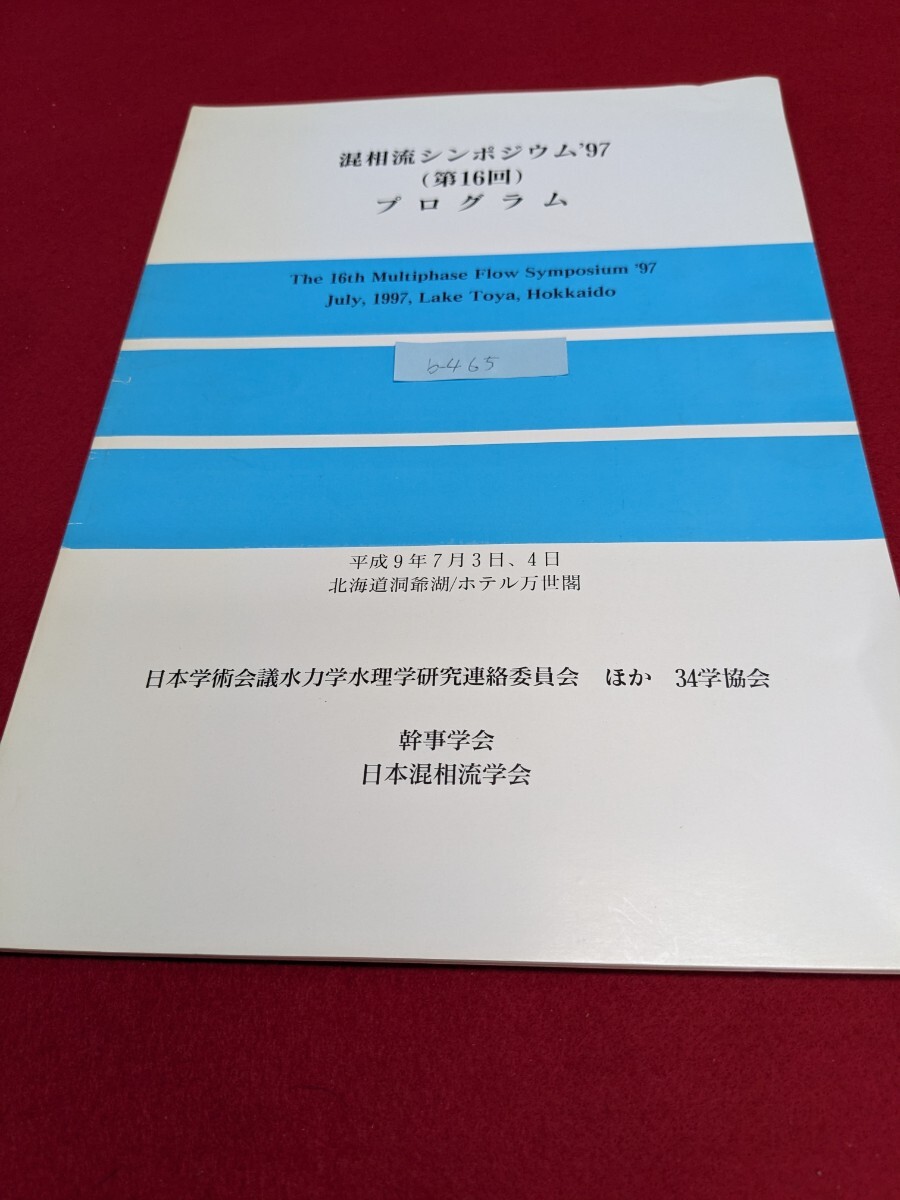 混相流シンポジウム'97
(第16回)
プログラム
The 16th Multiphase Flow Symposium '97
July, 1997, Lake Toya, Hokkaido
b-465
平成9年7月3日、4日
北海道洞爺湖/ホテル万世閣
日本学術会議水力学水理学研究連絡委員会 ほか 34学協会
幹事学会
日本混相流学会